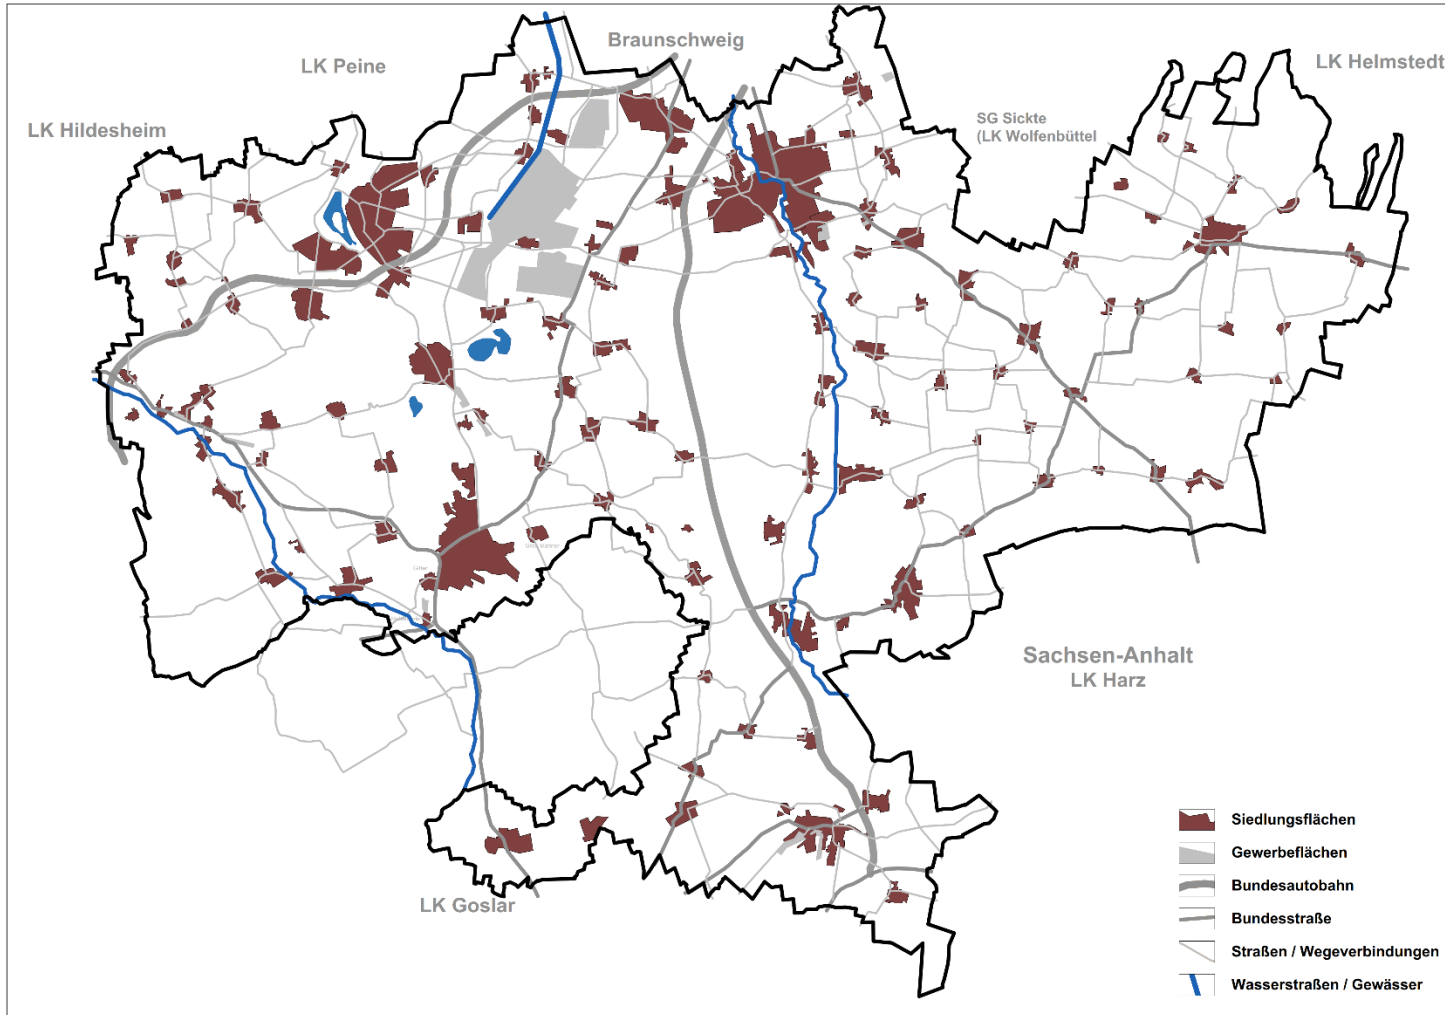 Braunschweig
LK Peine
LK Helmstedt
LK Hildesheim
SG Sickte
(LK Wolfenbüttel
Gitter
Sachsen-Anhalt
LK Harz
LK Goslar
Siedlungsflächen
Gewerbeflächen
Bundesautobahn
Bundesstraße
Straßen / Wegeverbindungen
Wasserstraßen / Gewässer